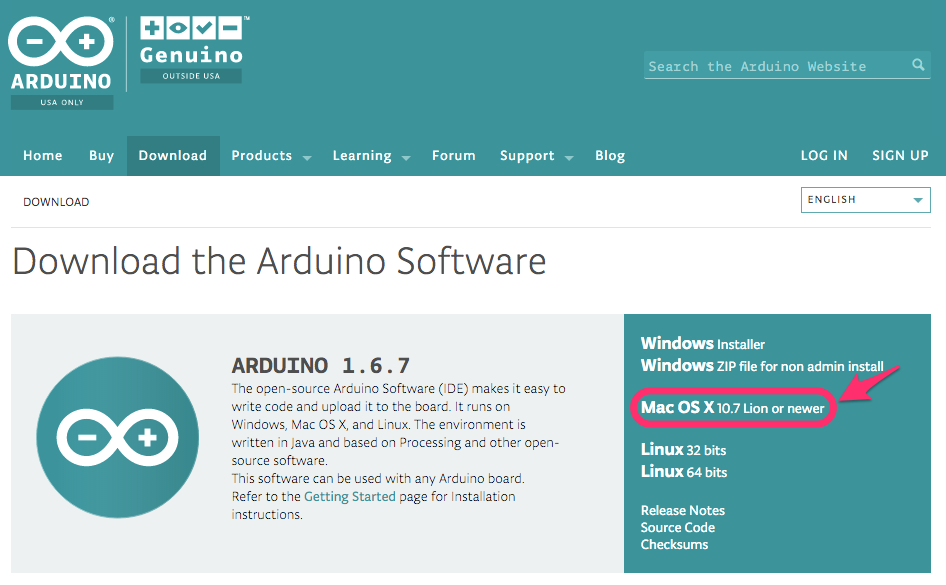 ARDUINO
USA ONLY
Genuino
OUTSIDE USA
Search the Arduino Website
Home Buy Download Products Learning Forum Support Blog LOG IN SIGN UP
DOWNLOAD
ENGLISH
Download the Arduino Software
ARDUINO 1.6.7
The open-source Arduino Software (IDE) makes it easy to
write code and upload it to the board. It runs on
Windows, Mac OS X, and Linux. The environment is
written in Java and based on Processing and other open-
source software.
This software can be used with any Arduino board.
Refer to the Getting Started page for Installation
instructions.
Windows Installer
Windows ZIP file for non admin install
Mac OS X 10.7 Lion or newer
Linux 32 bits
Linux 64 bits
Release Notes
Source Code
Checksums